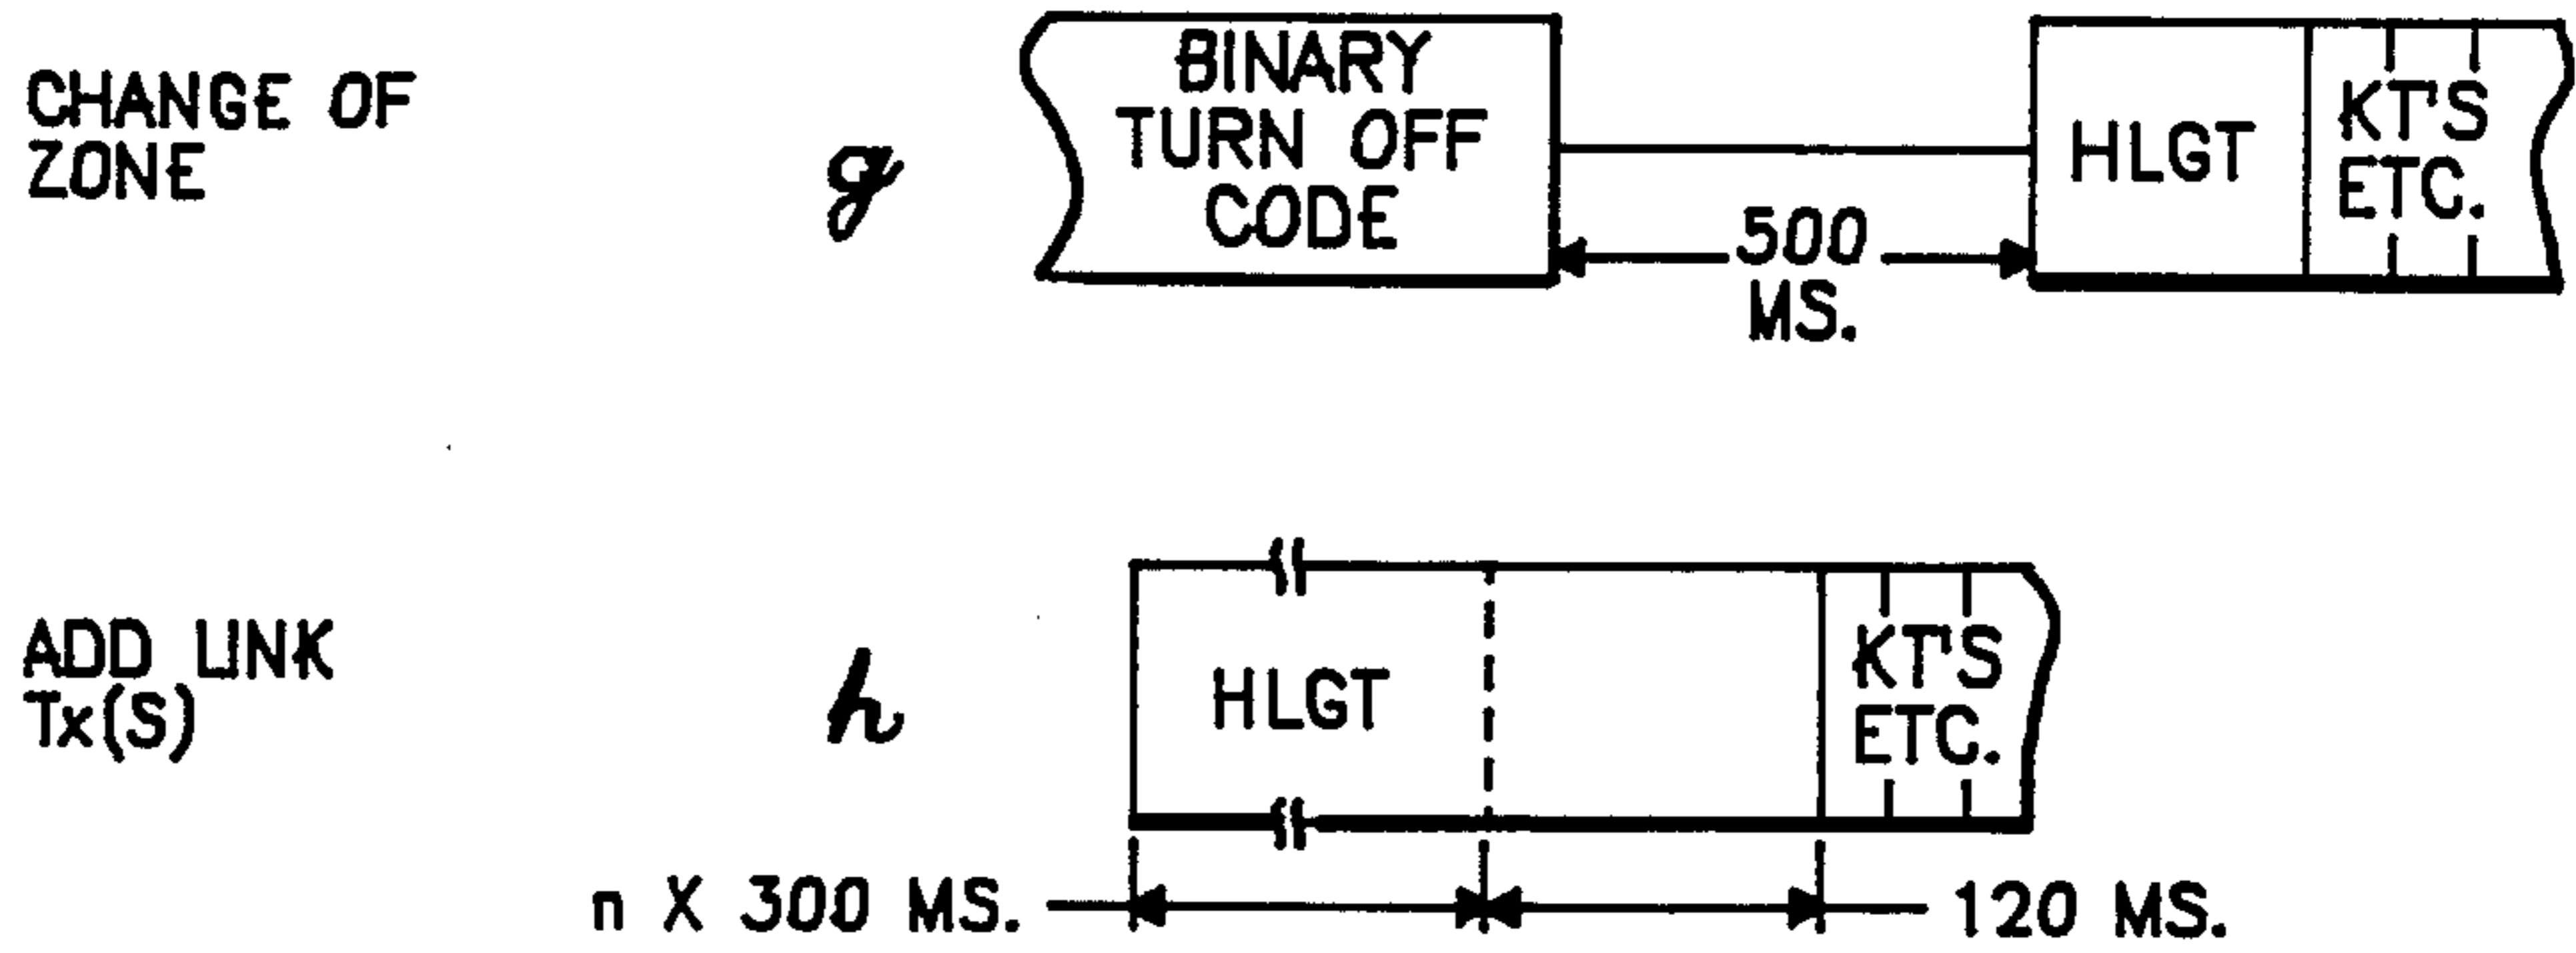 CHANGE OF
ZONE
g
BINARY
TURN OFF
CODE
500
MS.
HLGT
KT'S
ETC.
ADD LINK
Tx(S)
h
HLGT
KT'S
ETC.
n X 300 MS.
120 MS.